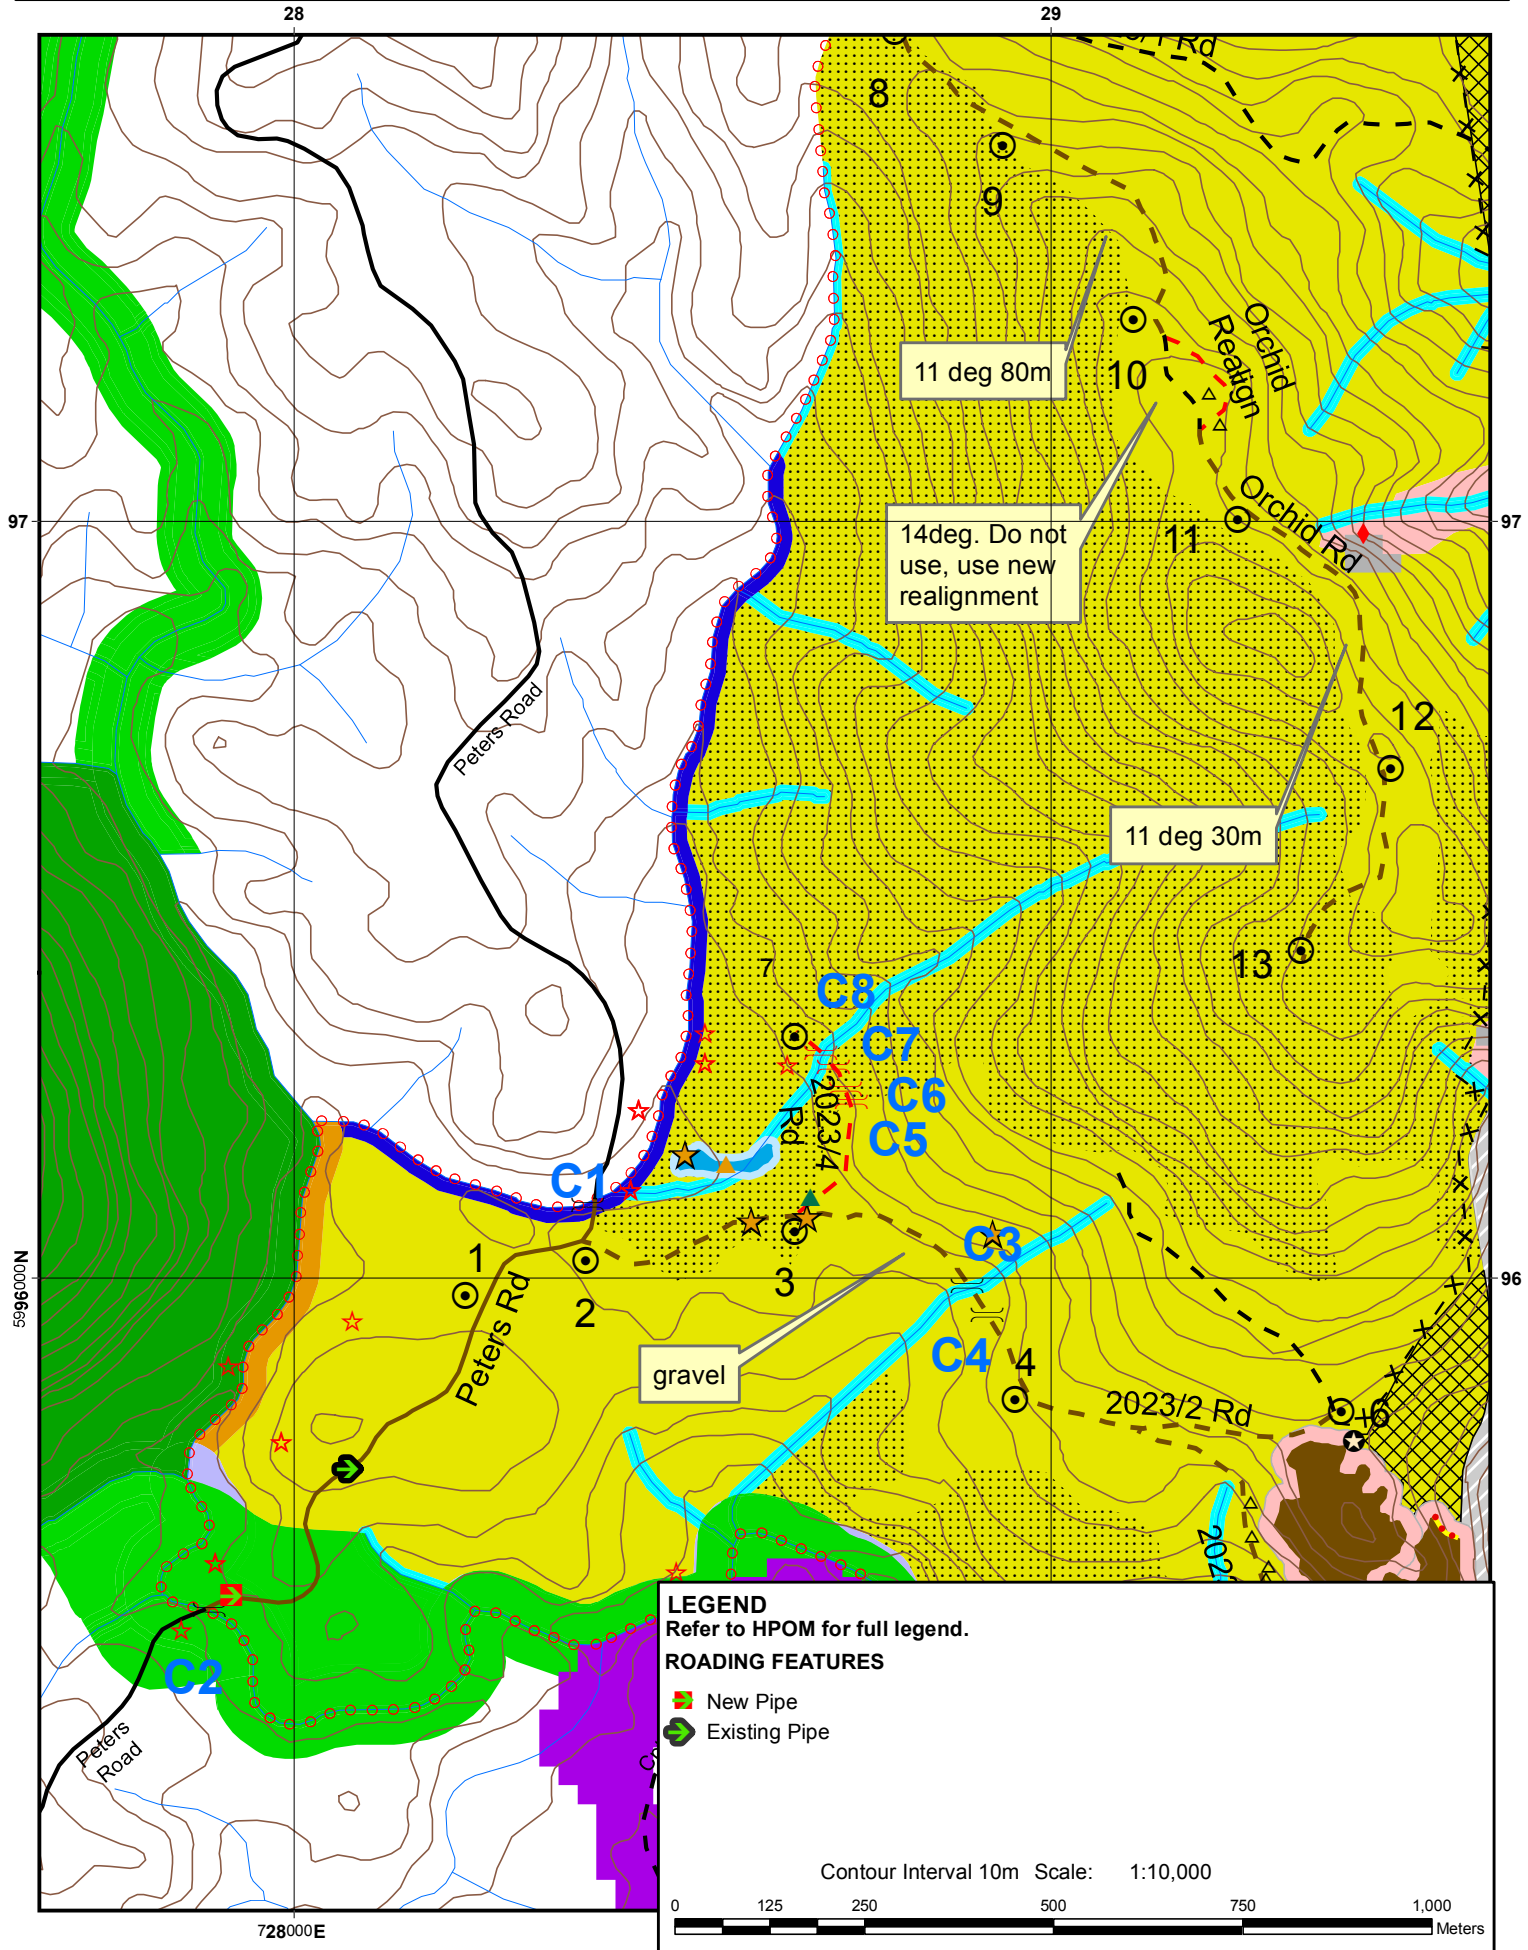 28
29
Rd
8
9
11 deg 80m
10
Orchid
Realign
97
97
14deg. Do not
use, use new
realignment
11
Orchid Rd
Peters Road
12
11 deg 30m
13
7
C8
C7
C6
C5
2023/4
Rd
C1
1
2
3
C3
5996000N
96
Peters Rd
gravel
C4
4
2023/2 Rd
6
C2
Peters
Road
LEGEND
Refer to HPOM for full legend.
ROADING FEATURES
New Pipe
Existing Pipe
Contour Interval 10m Scale: 1:10,000
0 125 250 500 750 1,000
Meters
728000E